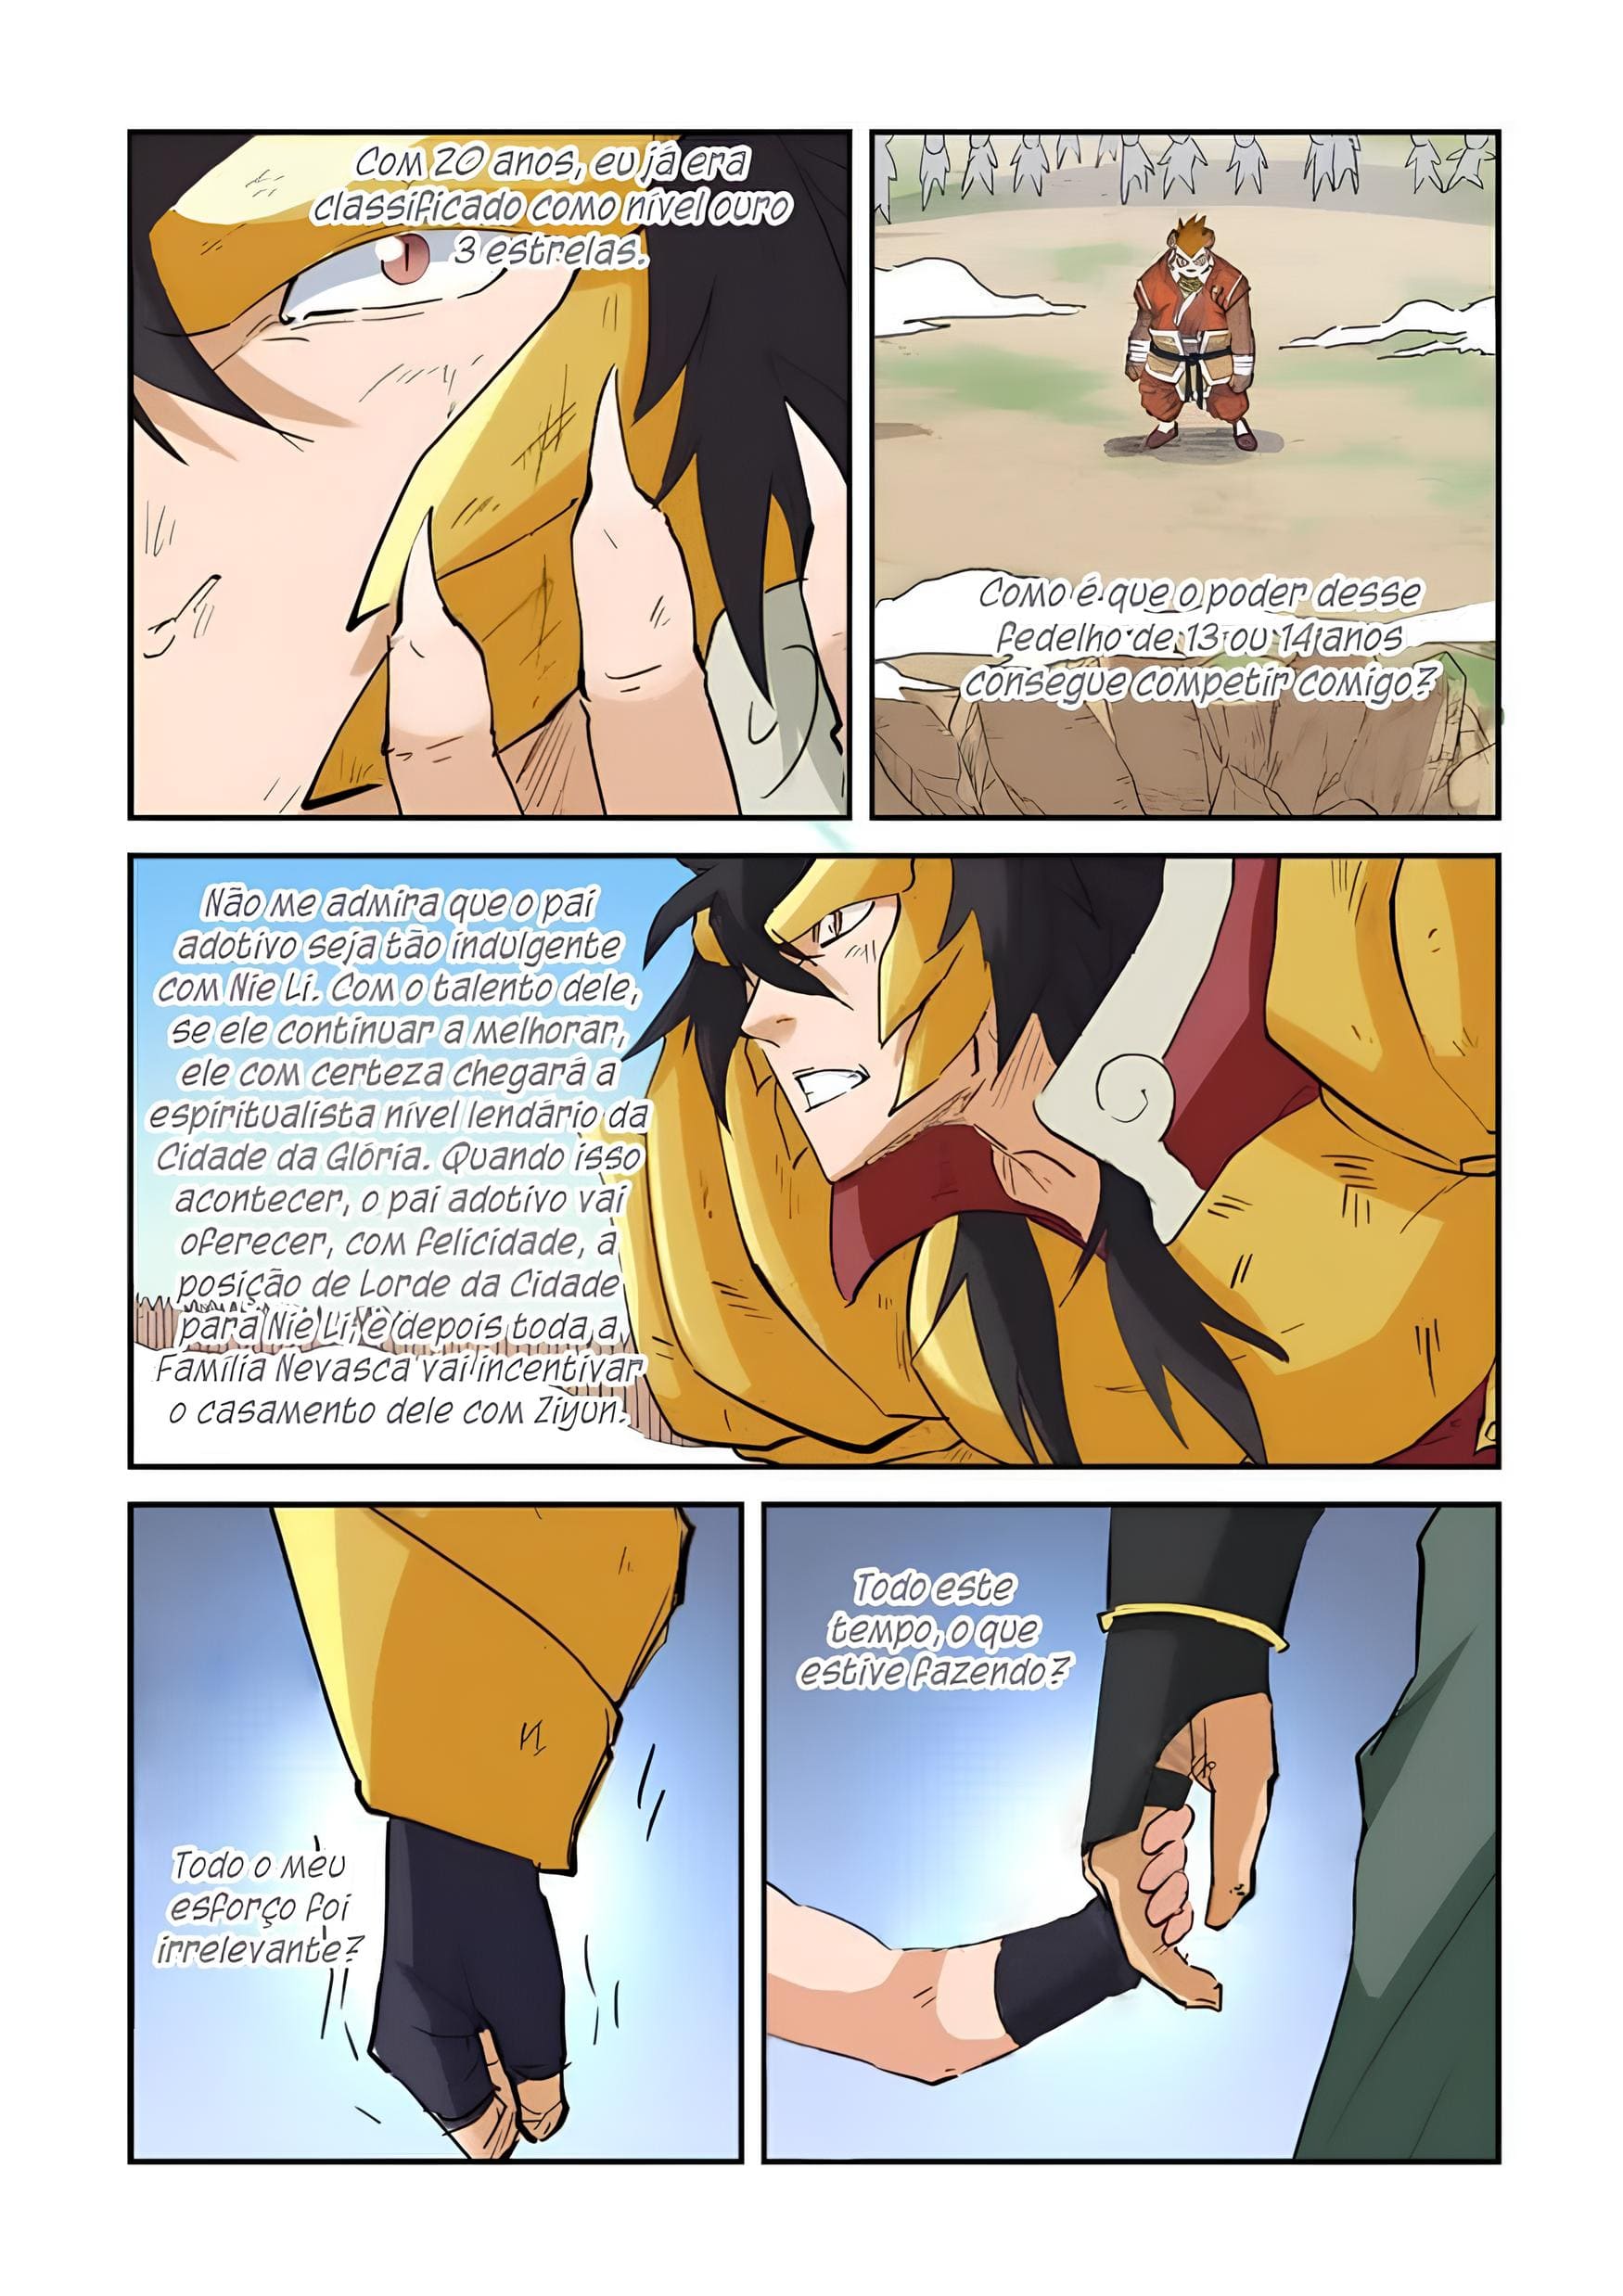 Com 20 anos, eu já era
classificado como nível ouro
3 estrelas.
Como é que o poder desse
fedelho de 13 ou 14 anos
consegue competir comigo?
Não me admira que o pai
adotivo seja tão indulgente
com Nie Li. Com o talento dele,
se ele continuar a melhorar,
ele com certeza chegará a
espiritualista nível lendário da
Cidade da Glória. Quando isso
acontecer, o pai adotivo vai
oferecer, com felicidade, a
posição de Lorde da Cidade
para Nie Li, e depois toda a
Família Nevasca vai incentivar
o casamento dele com Ziyun.
Todo o meu
esforço foi
irrelevante?
Todo este
tempo, o que
estive fazendo?